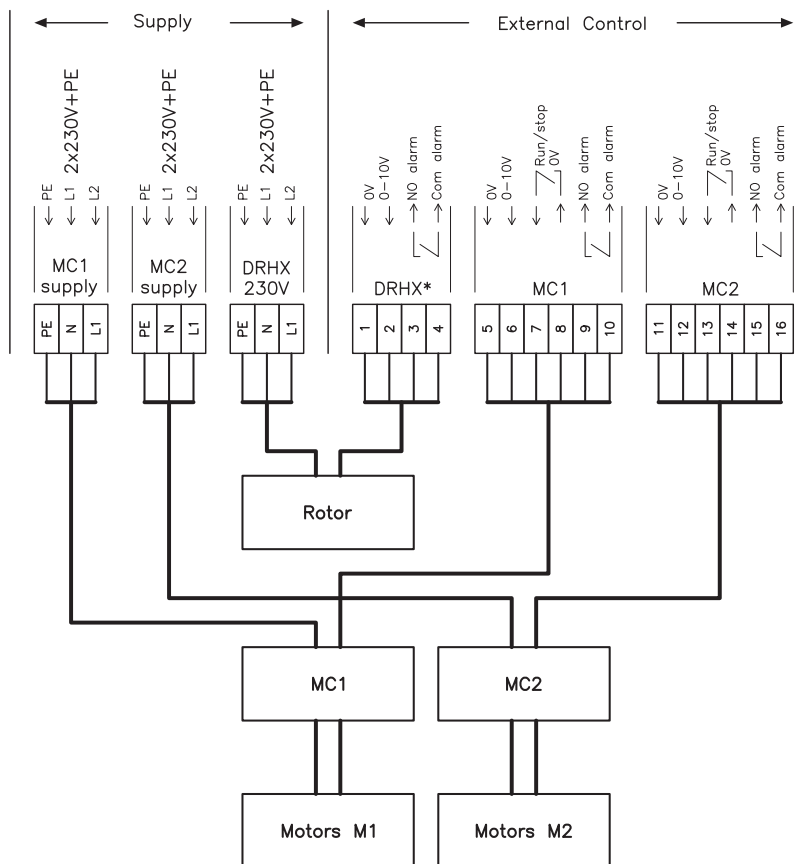 Supply
External Control
2x230V+PE
2x230V+PE
2x230V+PE
PE
L1
L2
PE
L1
L2
PE
L1
L2
0V
0-10V
NO alarm
Com alarm
0V
0-10V
Run/stop
0V
NO alarm
Com alarm
0V
0-10V
Run/stop
0V
NO alarm
Com alarm
MC1
supply
MC2
supply
DRHX
230V
DRHX*
MC1
MC2
PE
N
L1
PE
N
L1
PE
N
L1
1
2
3
4
5
6
7
8
9
10
11
12
13
14
15
16
Rotor
MC1
MC2
Motors M1
Motors M2